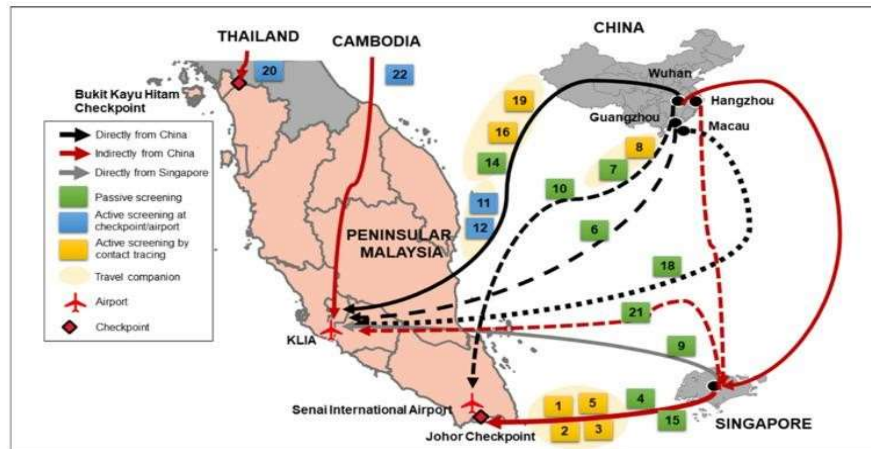 THAILAND
CAMBODIA
CHINA
20
22
Wuhan
Bukit Kayu Hitam
Checkpoint
19
Hangzhou
Guangzhou
Macau
16
8
Directly from China
Indirectly from China
Directly from Singapore
14
7
10
Passive screening
11
Active screening at
checkpoint/airport
12
6
Active screening by
contact tracing
PENINSULAR
MALAYSIA
18
Travel companion
21
Airport
Checkpoint
KLIA
9
Senai International Airport
1
5
4
Johor Checkpoint
2
3
15
SINGAPORE